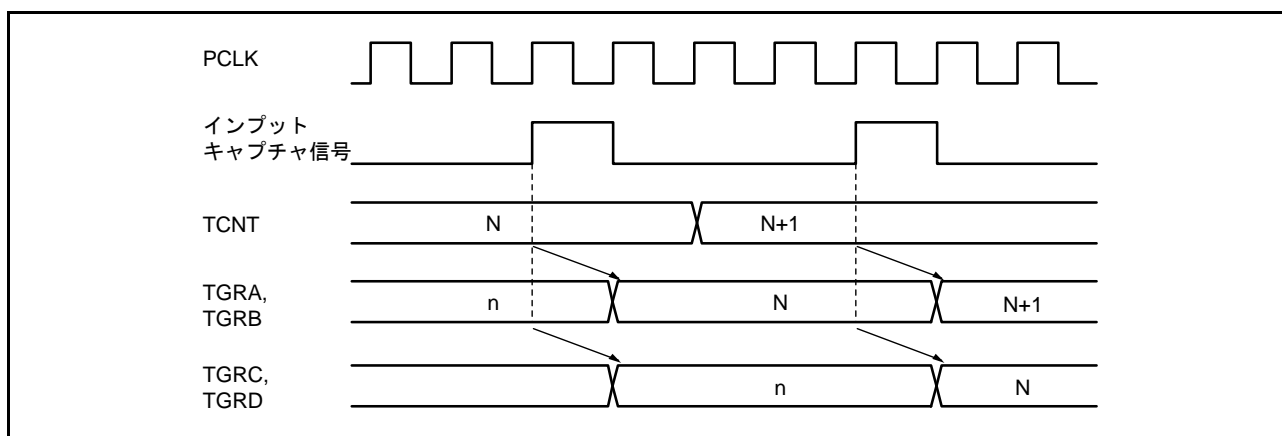 PCLK
インプット
キャプチャ信号
TCNT
N
N+1
TGRA,
TGRB
n
N
N+1
TGRC,
TGRD
n
N